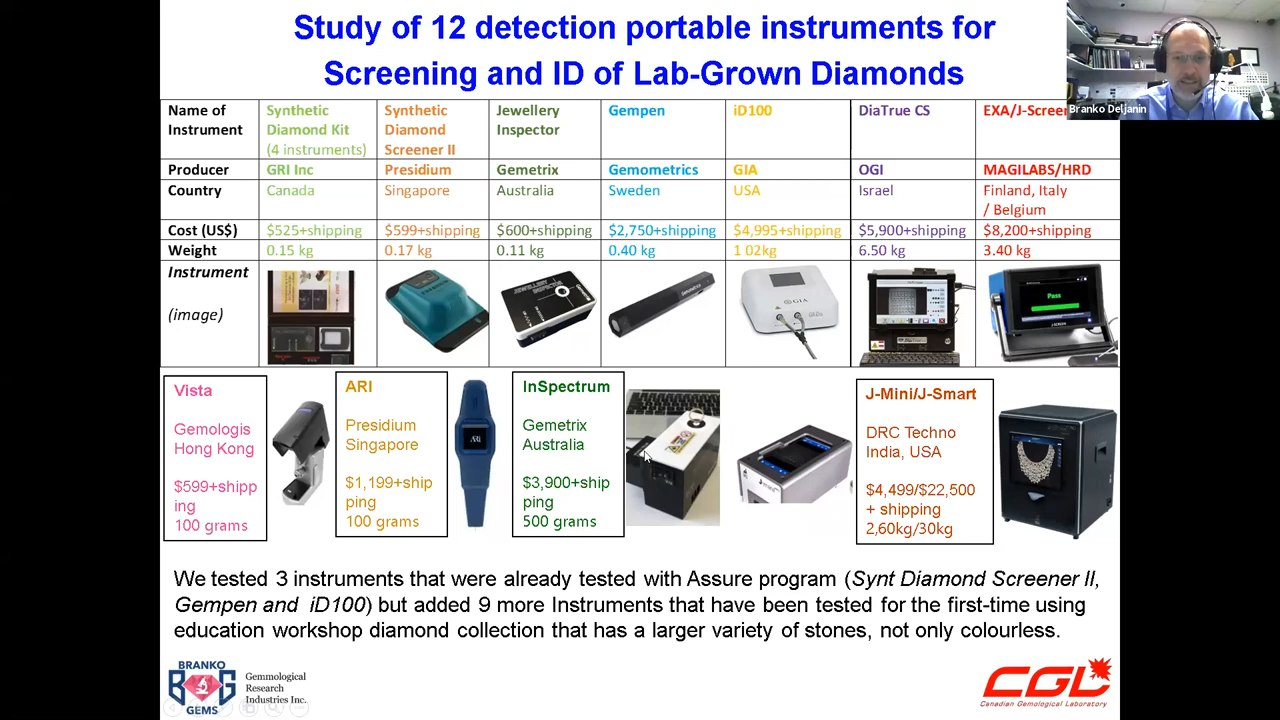 Study of 12 detection portable instruments for
Screening and ID of Lab-Grown Diamonds
Branko Deljanin
Name of Instrument
Synthetic Diamond Kit (4 instruments)
Synthetic Diamond Screener II
Jewellery Inspector
Gempen
iD100
DiaTrue CS
EXA/J-Screen
Producer
GRI Inc
Presidium
Gemetrix
Gemometrics
GIA
OGI
MAGILABS/HRD
Country
Canada
Singapore
Australia
Sweden
USA
Israel
Finland, Italy / Belgium
Cost (US$)
$525+shipping
$599+shipping
$600+shipping
$2,750+shipping
$4,995+shipping
$5,900+shipping
$8,200+shipping
Weight
0.15 kg
0.17 kg
0.11 kg
0.40 kg
1 02kg
6.50 kg
3.40 kg
Instrument
(image)
GIA
Pass
J-SCREEN
Vista
Gemologis
Hong Kong
$599+shipp
ing
100 grams
ARI
Presidium
Singapore
$1,199+ship
ping
100 grams
ARi
InSpectrum
Gemetrix
Australia
$3,900+ship
ping
500 grams
J-Mini/J-Smart
DRC Techno
India, USA
$4,499/$22,500
+ shipping
2,60kg/30kg
We tested 3 instruments that were already tested with Assure program (Synt Diamond Screener II,
Gempen and iD100) but added 9 more Instruments that have been tested for the first-time using
education workshop diamond collection that has a larger variety of stones, not only colourless.
BRANKO
GEMS
Gemmological
Research
Industries Inc.
CGL
Canadian Gemological Laboratory